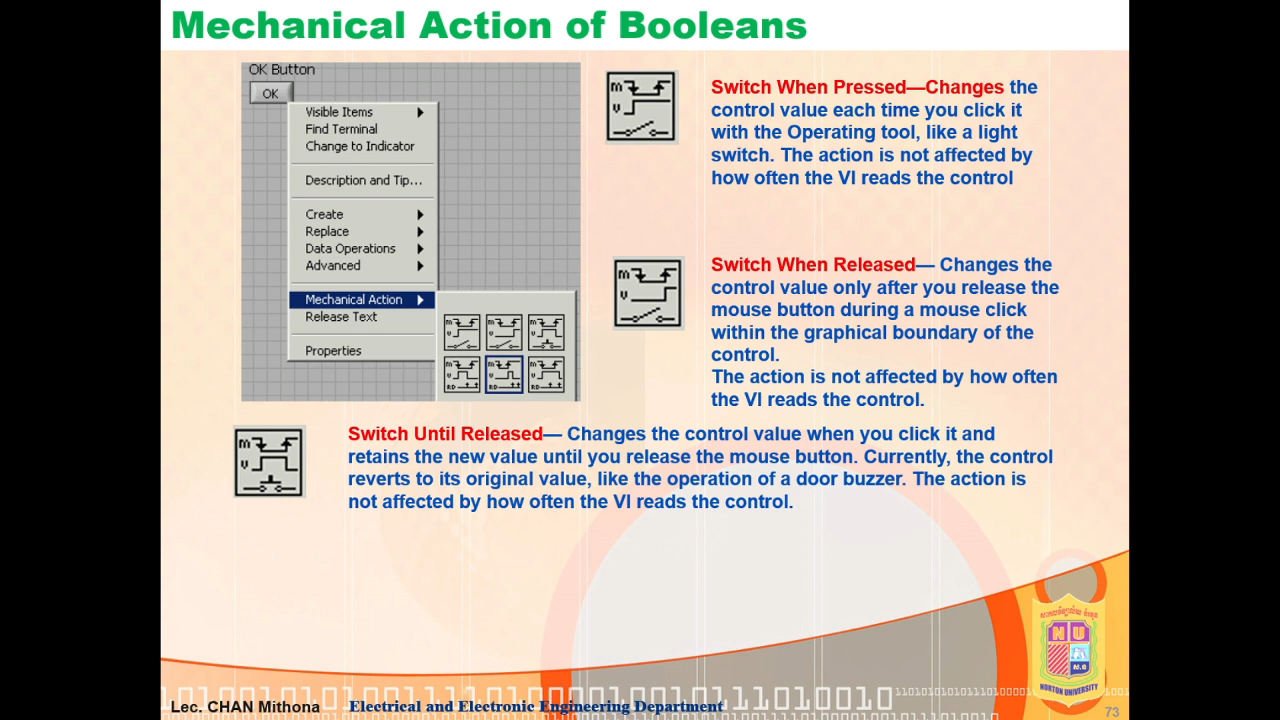 Mechanical Action of Booleans
OK Button
OK
Visible Items
Find Terminal
Change to Indicator
Description and Tip...
Create
Replace
Data Operations
Advanced
Mechanical Action
Release Text
Properties
Switch When Pressed—Changes the
control value each time you click it
with the Operating tool, like a light
switch. The action is not affected by
how often the VI reads the control
Switch When Released— Changes the
control value only after you release the
mouse button during a mouse click
within the graphical boundary of the
control.
The action is not affected by how often
the VI reads the control.
Switch Until Released— Changes the control value when you click it and
retains the new value until you release the mouse button. Currently, the control
reverts to its original value, like the operation of a door buzzer. The action is
not affected by how often the VI reads the control.
NU
NORTON UNIVERSITY
Lec. CHAN Mithona
Electrical and Electronic Engineering Department
73